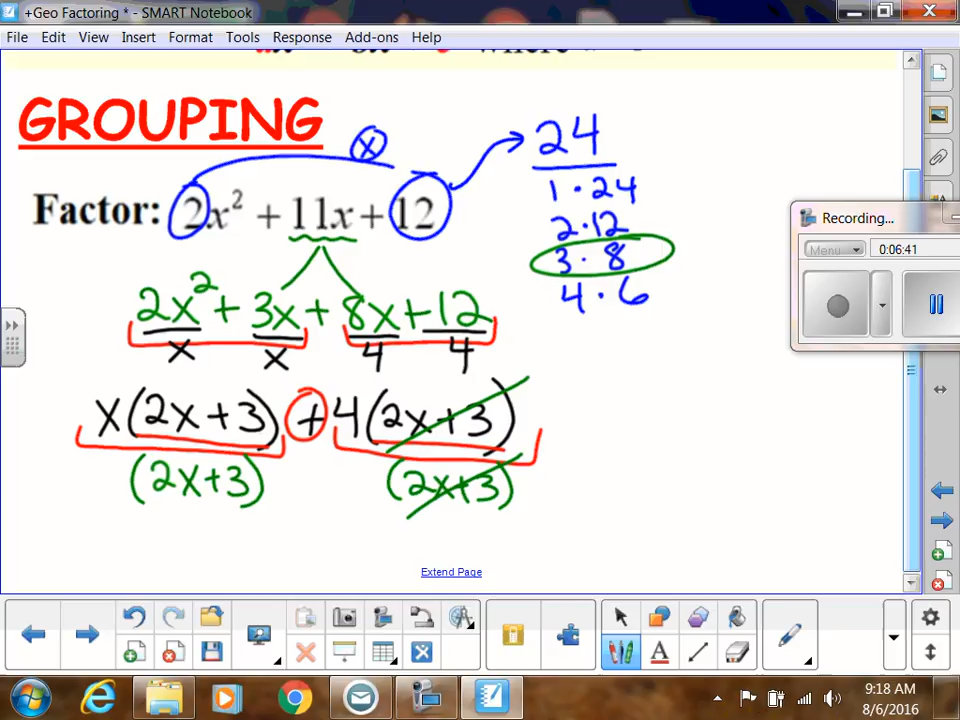 +Geo Factoring * - SMART Notebook
File Edit View Insert Format Tools Response Add-ons Help
GROUPING
x
24
1 · 24
2 · 12
3 · 8
4 · 6
Factor: 2x² + 11x + 12
2x² + 3x + 8x + 12
x x 4 4
x(2x+3) + 4(2x+3)
(2x+3) (2x+3)
Recording...
Menu
0:06:41
Extend Page
A
9:18 AM
8/6/2016